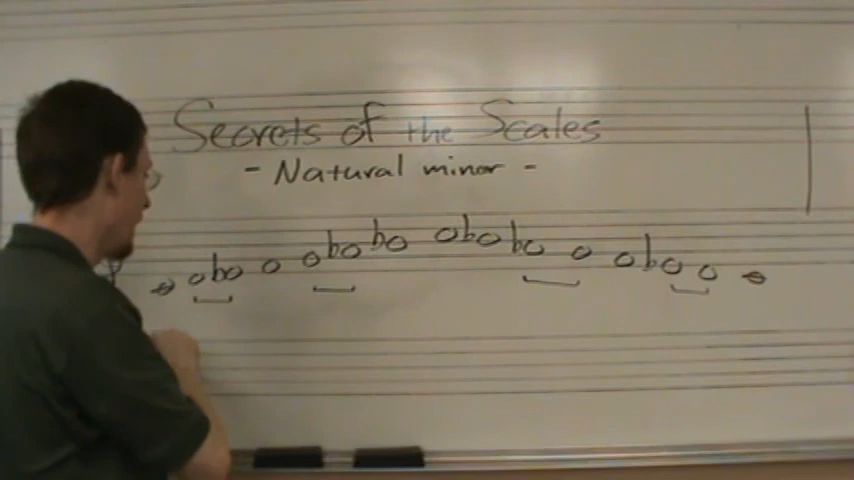 Secrets of the Scales
- Natural minor -